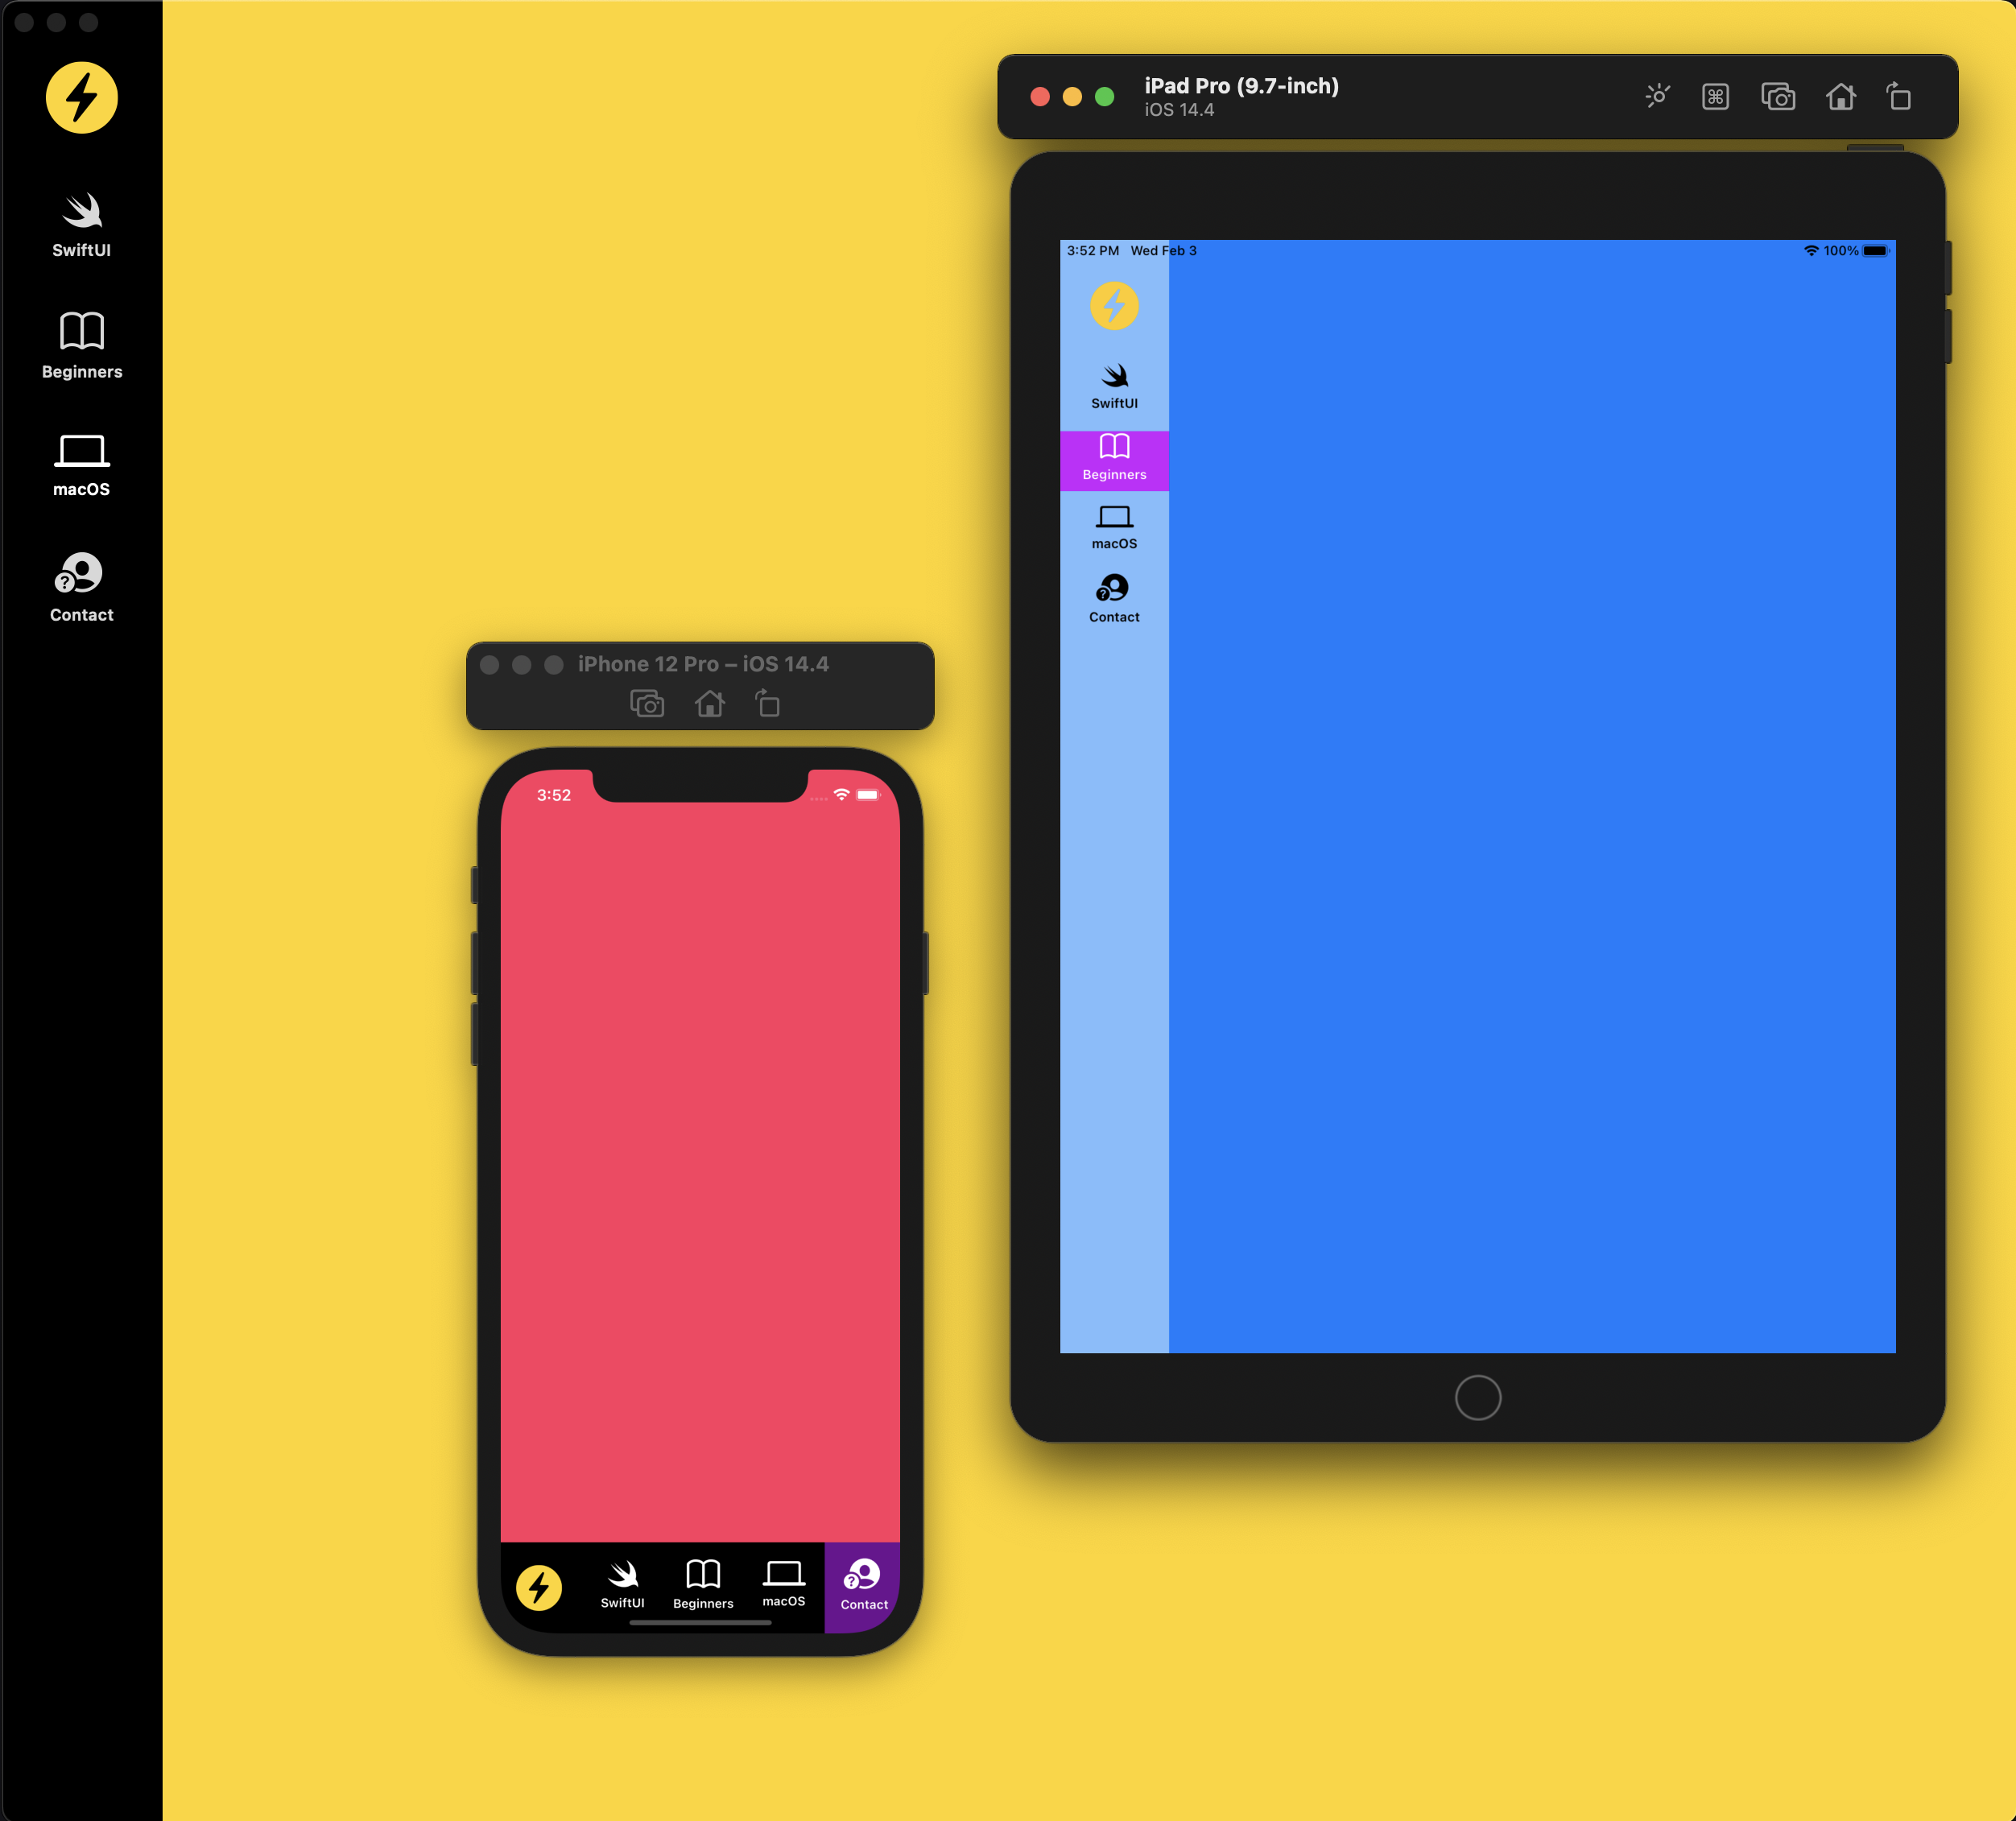 SwiftUI
Beginners
macOS
Contact
iPad Pro (9.7-inch)
iOS 14.4
3:52 PM Wed Feb 3
100%
SwiftUI
Beginners
macOS
Contact
iPhone 12 Pro – iOS 14.4
3:52
SwiftUI
Beginners
macOS
Contact